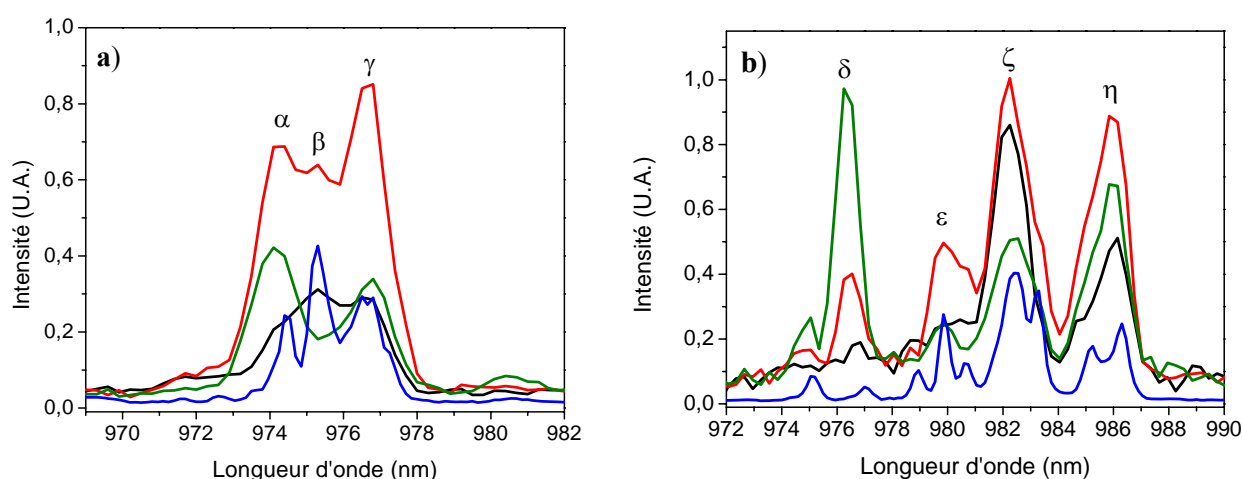 a)
α
β
γ
1,0
0,8
0,6
0,4
0,2
0,0
970
972
974
976
978
980
982
Intensité (U.A.)
Longueur d'onde (nm)
b)
δ
ε
ζ
η
1,0
0,8
0,6
0,4
0,2
0,0
972
974
976
978
980
982
984
986
988
990
Intensité (U.A.)
Longueur d'onde (nm)